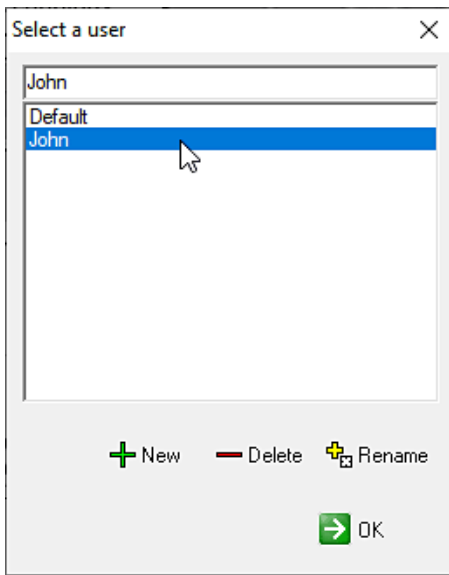 Select a user
John
Default
John
New Delete Rename
OK